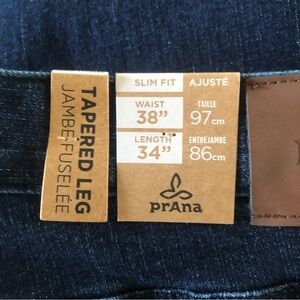 TAPERED LEG
JAMBE FUSELÉE
SLIM FIT AJUSTÉ
WAIST TAILLE
38" 97cm
LENGTH ENTREJAMBE
34" 86cm
prAna